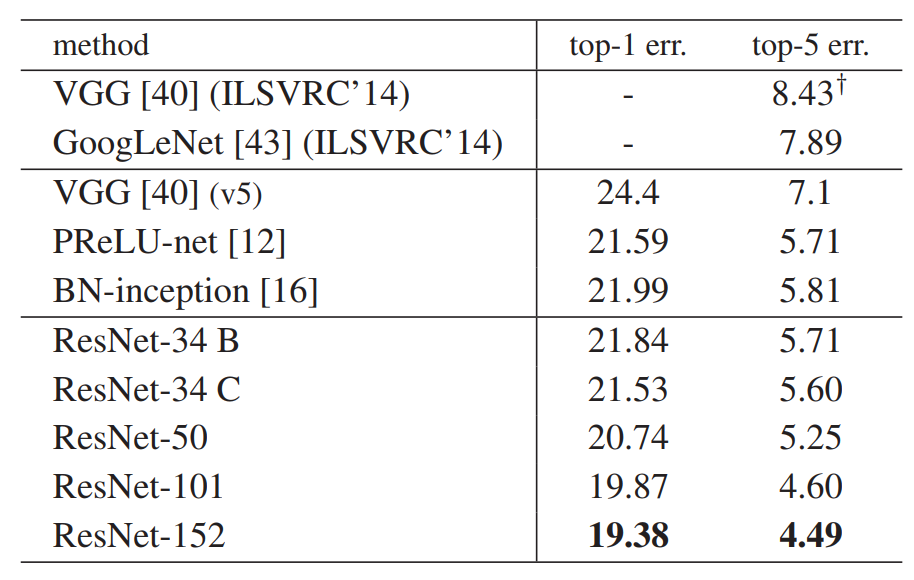 method top-1 err. top-5 err.
VGG [40] (ILSVRC’14) - 8.43†
GoogLeNet [43] (ILSVRC’14) - 7.89
VGG [40] (v5) 24.4 7.1
PReLU-net [12] 21.59 5.71
BN-inception [16] 21.99 5.81
ResNet-34 B 21.84 5.71
ResNet-34 C 21.53 5.60
ResNet-50 20.74 5.25
ResNet-101 19.87 4.60
ResNet-152 19.38 4.49